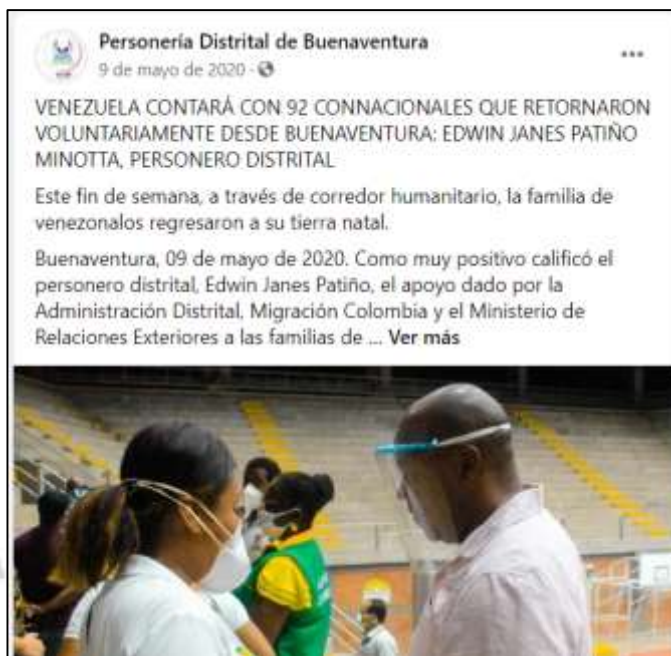 Personería Distrital de Buenaventura
9 de mayo de 2020 ·
VENEZUELA CONTARÁ CON 92 CONNACIONALES QUE RETORNARON
VOLUNTARIAMENTE DESDE BUENAVENTURA: EDWIN JANES PATIÑO
MINOTTA, PERSONERO DISTRITAL
Este fin de semana, a través de corredor humanitario, la familia de
venezonalos regresaron a su tierra natal.
Buenaventura, 09 de mayo de 2020. Como muy positivo calificó el
personero distrital, Edwin Janes Patiño, el apoyo dado por la
Administración Distrital, Migración Colombia y el Ministerio de
Relaciones Exteriores a las familias de ... Ver más